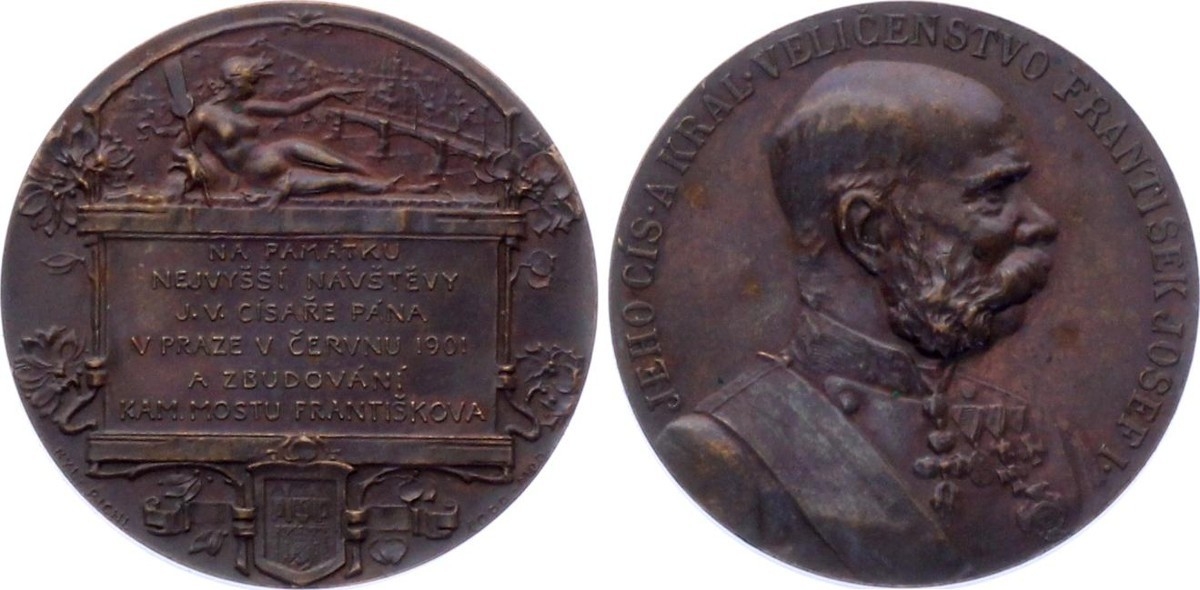 NA PAMÁTKU
NEJVYŠŠÍ NÁVŠTĚVY
J. V. CÍSAŘE PÁNA
V PRAZE V ČERVNU 1901
A ZBUDOVÁNÍ
KAM. MOSTU FRANTIŠKOVA
JEHO CÍS · A KRÁL · VELIČENSTVO FRANTIŠEK JOSEF I ·